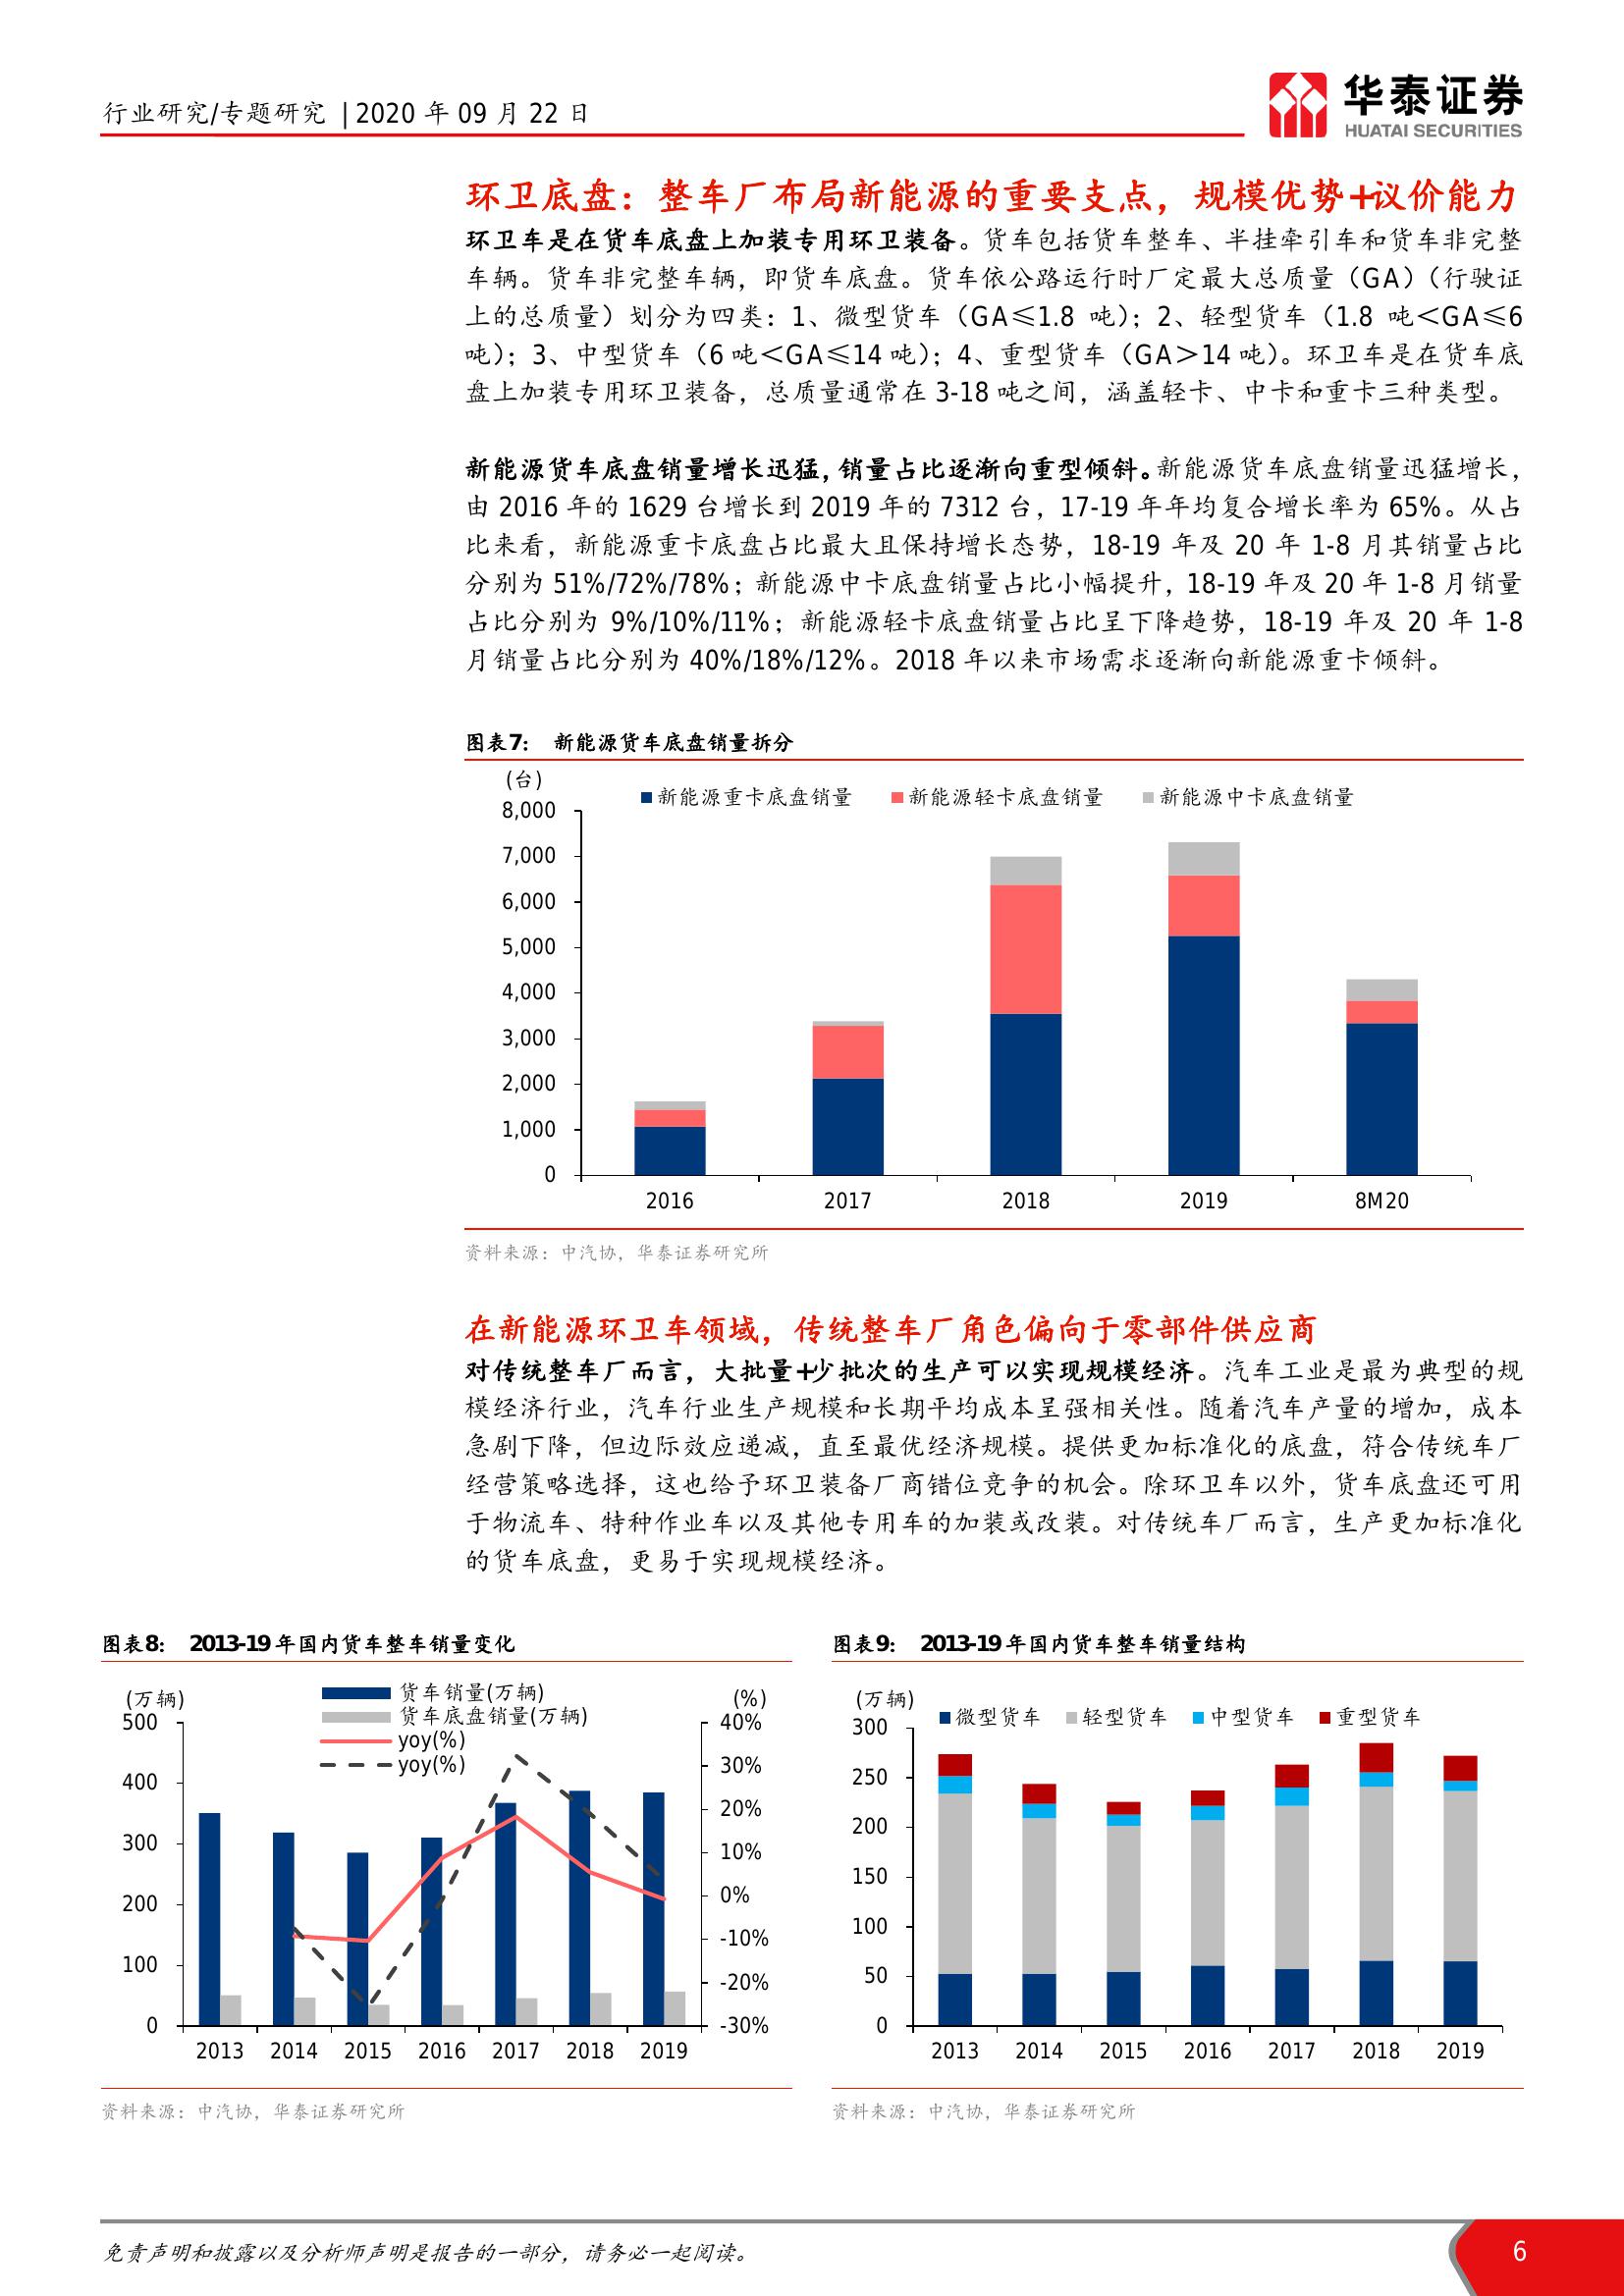 行业研究/专题研究 | 2020 年 09 月 22 日
华泰证券
HUATAI SECURITIES
环卫底盘：整车厂布局新能源的重要支点，规模优势+议价能力
环卫车是在货车底盘上加装专用环卫装备。货车包括货车整车、半挂牵引车和货车非完整
车辆。货车非完整车辆，即货车底盘。货车依公路运行时厂定最大总质量（GA）（行驶证
上的总质量）划分为四类：1、微型货车（GA≤1.8 吨）；2、轻型货车（1.8 吨＜GA≤6
吨）；3、中型货车（6 吨＜GA≤14 吨）；4、重型货车（GA＞14 吨）。环卫车是在货车底
盘上加装专用环卫装备，总质量通常在 3-18 吨之间，涵盖轻卡、中卡和重卡三种类型。
新能源货车底盘销量增长迅猛，销量占比逐渐向重型倾斜。新能源货车底盘销量迅猛增长，
由 2016 年的 1629 台增长到 2019 年的 7312 台，17-19 年年均复合增长率为 65%。从占
比来看，新能源重卡底盘占比最大且保持增长态势，18-19 年及 20 年 1-8 月其销量占比
分别为 51%/72%/78%；新能源中卡底盘销量占比小幅提升，18-19 年及 20 年 1-8 月销量
占比分别为 9%/10%/11%；新能源轻卡底盘销量占比呈下降趋势，18-19 年及 20 年 1-8
月销量占比分别为 40%/18%/12%。2018 年以来市场需求逐渐向新能源重卡倾斜。
图表7： 新能源货车底盘销量拆分
(台)
新能源重卡底盘销量 新能源轻卡底盘销量 新能源中卡底盘销量
8,000
7,000
6,000
5,000
4,000
3,000
2,000
1,000
0
2016 2017 2018 2019 8M20
资料来源：中汽协，华泰证券研究所
在新能源环卫车领域，传统整车厂角色偏向于零部件供应商
对传统整车厂而言，大批量+少批次的生产可以实现规模经济。汽车工业是最为典型的规
模经济行业，汽车行业生产规模和长期平均成本呈强相关性。随着汽车产量的增加，成本
急剧下降，但边际效应递减，直至最优经济规模。提供更加标准化的底盘，符合传统车厂
经营策略选择，这也给予环卫装备厂商错位竞争的机会。除环卫车以外，货车底盘还可用
于物流车、特种作业车以及其他专用车的加装或改装。对传统车厂而言，生产更加标准化
的货车底盘，更易于实现规模经济。
图表8： 2013-19 年国内货车整车销量变化
(万辆)
货车销量(万辆)
货车底盘销量(万辆)
yoy(%)
yoy(%)
(%)
500
400
300
200
100
0
40%
30%
20%
10%
0%
-10%
-20%
-30%
2013 2014 2015 2016 2017 2018 2019
资料来源：中汽协，华泰证券研究所
图表9： 2013-19 年国内货车整车销量结构
(万辆)
微型货车 轻型货车 中型货车 重型货车
300
250
200
150
100
50
0
2013 2014 2015 2016 2017 2018 2019
资料来源：中汽协，华泰证券研究所
免责声明和披露以及分析师声明是报告的一部分，请务必一起阅读。
6